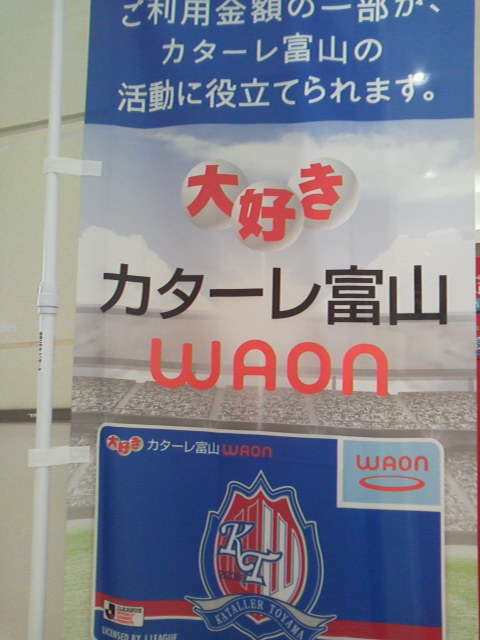 ご利用金額の一部が、
カターレ富山の
活動に役立てられます。
大好き
カターレ富山
WAON
大好き カターレ富山 WAON
WAON
KT
KATALLER TOYAMA
J.LEAGUE
LICENSED BY J.LEAGUE